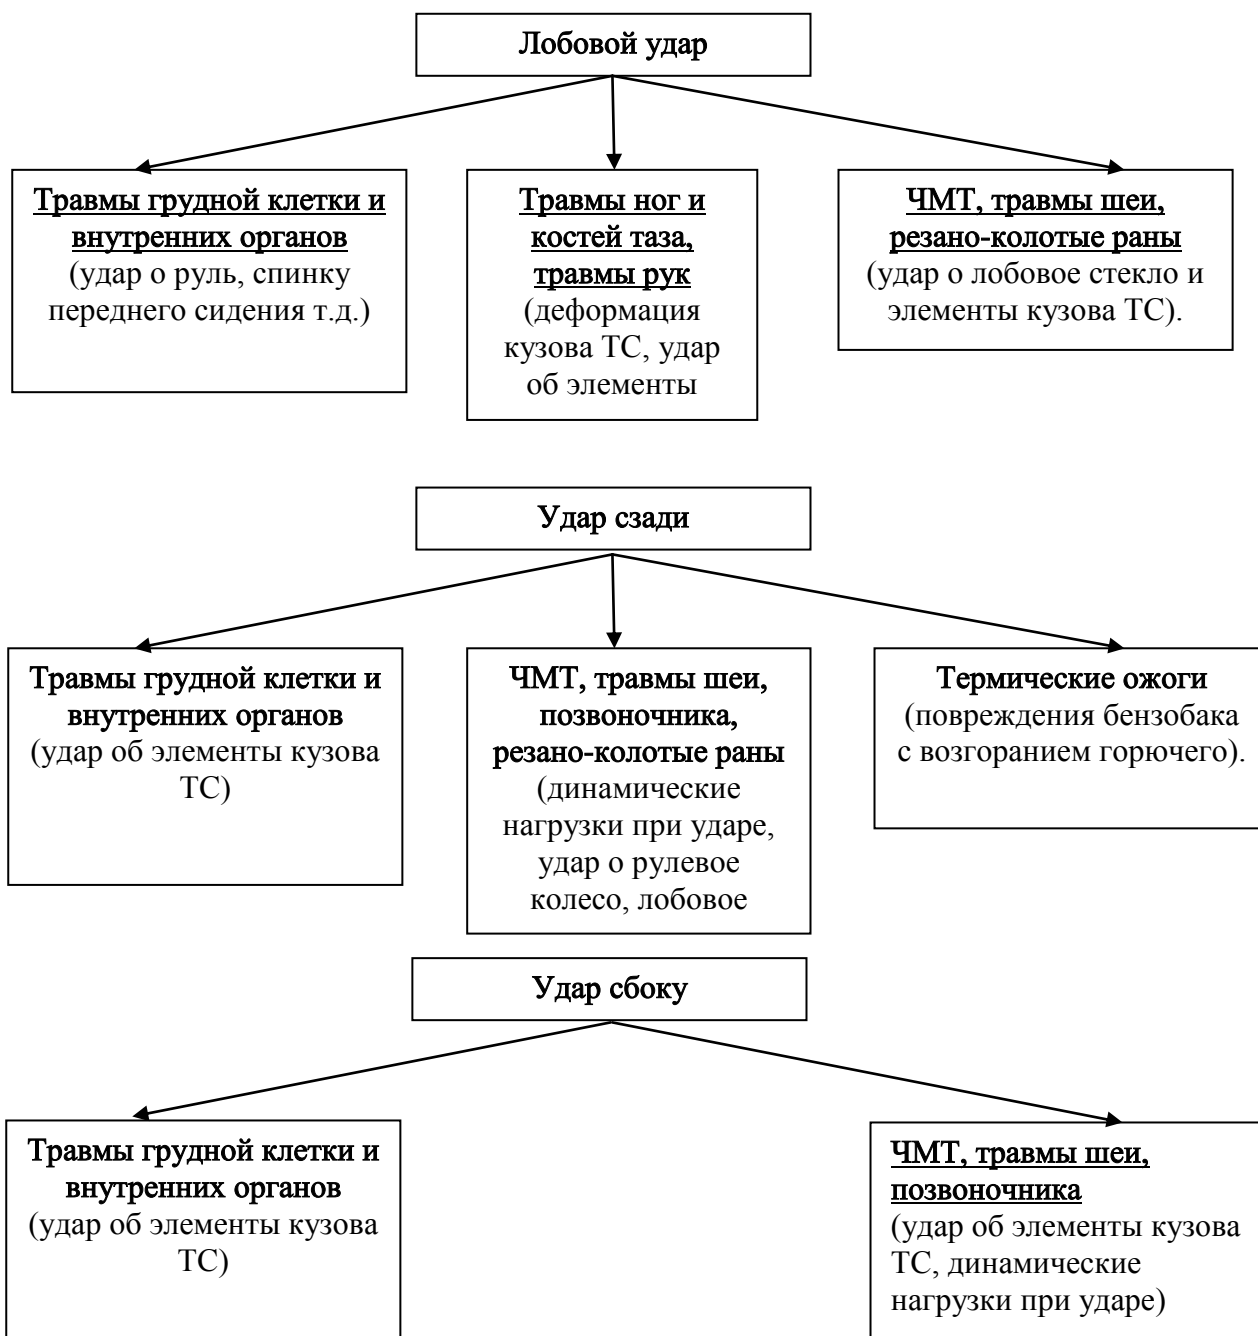 Лобовой удар
Травмы грудной клетки и
внутренних органов
(удар о руль, спинку
переднего сидения т.д.)
Травмы ног и
костей таза,
травмы рук
(деформация
кузова ТС, удар
об элементы
ЧМТ, травмы шеи,
резано-колотые раны
(удар о лобовое стекло и
элементы кузова ТС).
Удар сзади
Травмы грудной клетки и
внутренних органов
(удар об элементы кузова
ТС)
ЧМТ, травмы шеи,
позвоночника,
резано-колотые раны
(динамические
нагрузки при ударе,
удар о рулевое
колесо, лобовое
Термические ожоги
(повреждения бензобака
с возгоранием горючего).
Удар сбоку
Травмы грудной клетки и
внутренних органов
(удар об элементы кузова
ТС)
ЧМТ, травмы шеи,
позвоночника
(удар об элементы кузова
ТС, динамические
нагрузки при ударе)